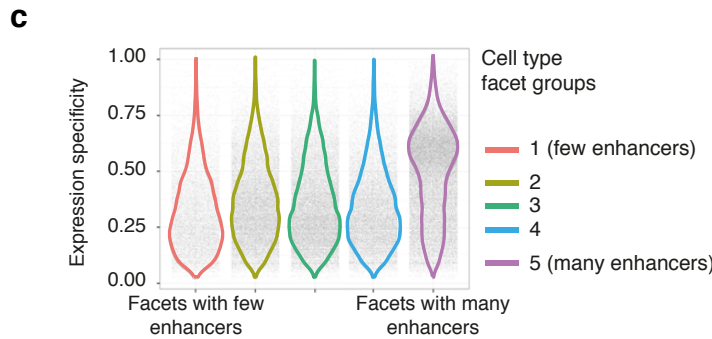 c
Expression specificity
1.00
0.75
0.50
0.25
0.00
Facets with few
enhancers
Facets with many
enhancers
Cell type
facet groups
1 (few enhancers)
2
3
4
5 (many enhancers)